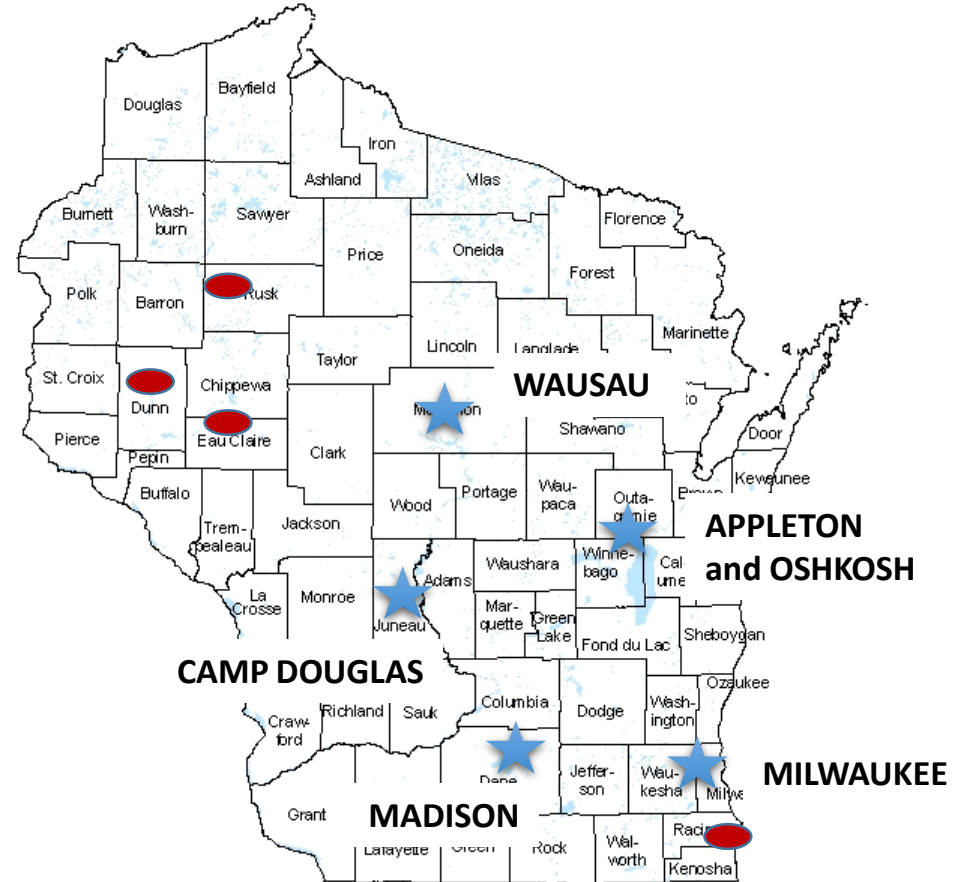 Bayfield
Douglas
Iron
Ashland
Vilas
Burnett
Wash-
burn
Sawyer
Florence
Price
Oneida
Forest
Polk
Barron
Rusk
Marinette
Lincoln
Langlade
Taylor
St. Croix
Chippewa
WAUSAU
Dunn
Eau Claire
Shawano
Door
Pierce
Pepin
Clark
Kewaunee
Buffalo
Wood
Portage
Wau-
paca
Outa-
gamie
Trem-
pealeau
Jackson
APPLETON
and OSHKOSH
Waushara
Winne-
bago
Cal
ume
Adams
La
Crosse
Monroe
Juneau
Mar-
quette
Green
Lake
Fond du Lac
Sheboygan
CAMP DOUGLAS
Columbia
Dodge
Wash-
ington
Ozaukee
Craw-
ford
Richland
Sauk
Dane
Jeffer-
son
Wau-
kesha
Milwa
MILWAUKEE
Grant
MADISON
Lafayette
Green
Rock
Wal-
worth
Raci
Kenosha